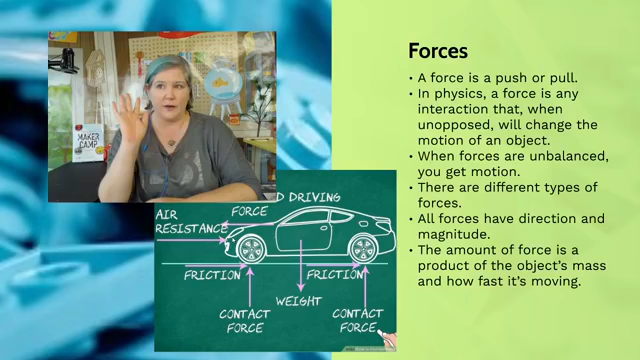 Forces
• A force is a push or pull.
• In physics, a force is any
interaction that, when
unopposed, will change the
motion of an object.
• When forces are unbalanced,
you get motion.
• There are different types of
forces.
• All forces have direction and
magnitude.
• The amount of force is a
product of the object's mass
and how fast it's moving.
MAKER
CAMP
D DRIVING
FORCE
AIR
RESISTANCE
FRICTION
FRICTION
WEIGHT
CONTACT
FORCE
CONTACT
FORCE